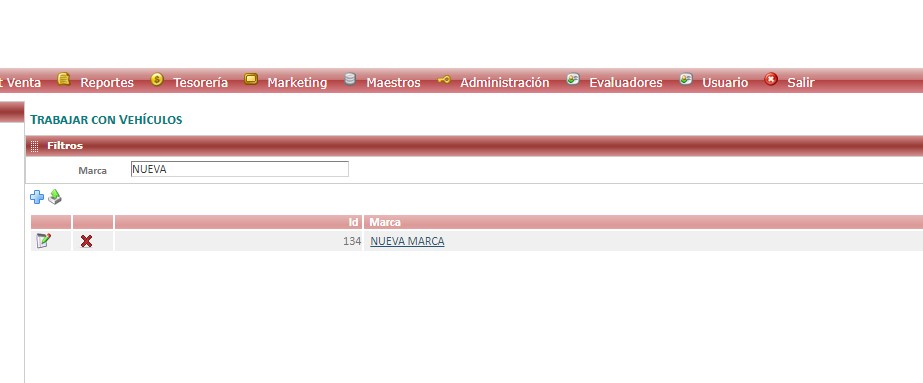 t Venta Reportes Tesorería Marketing Maestros Administración Evaluadores Usuario Salir
TRABAJAR CON VEHÍCULOS
Filtros
Marca NUEVA
Id Marca
134 NUEVA MARCA